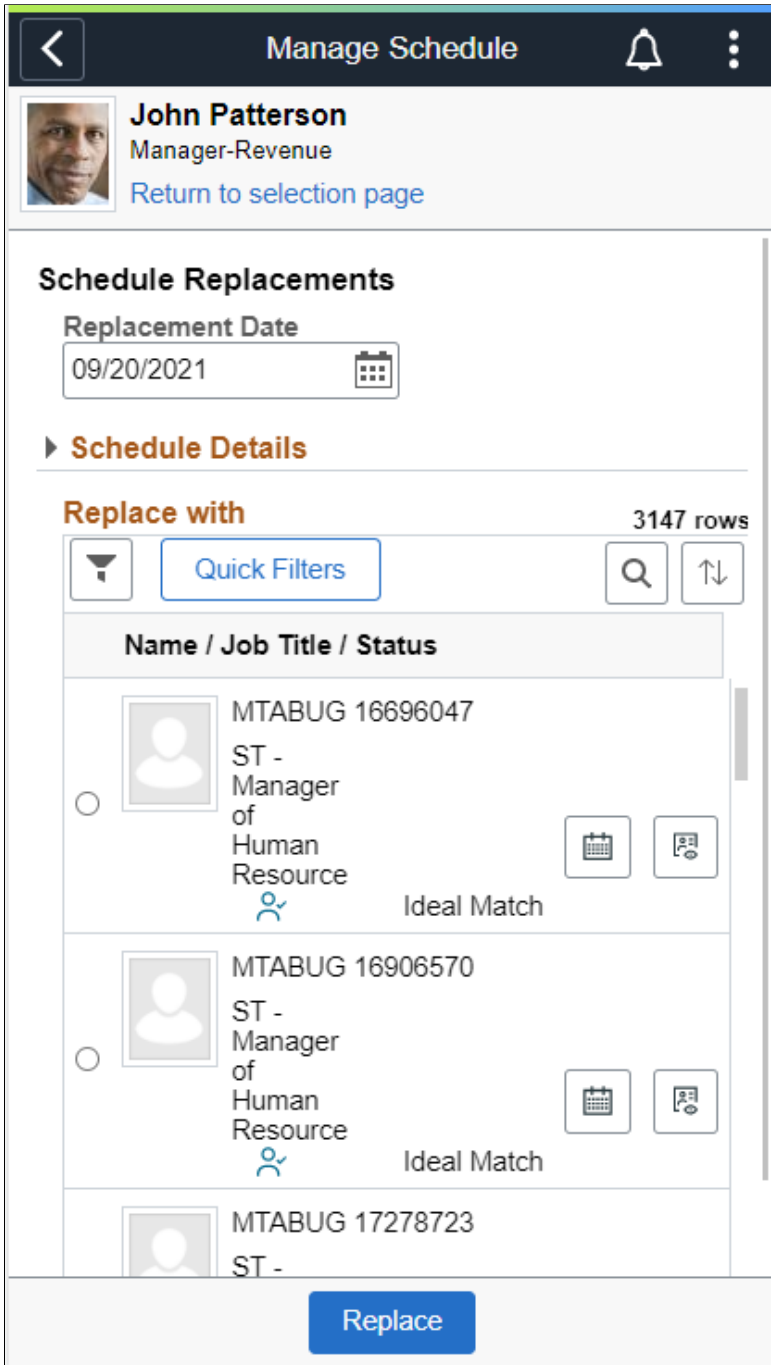 Manage Schedule
John Patterson
Manager-Revenue
Return to selection page
Schedule Replacements
Replacement Date
09/20/2021
Schedule Details
Replace with
3147 rows
Quick Filters
Name / Job Title / Status
MTABUG 16696047
ST -
Manager
of
Human
Resource
Ideal Match
MTABUG 16906570
ST -
Manager
of
Human
Resource
Ideal Match
MTABUG 17278723
ST -
Replace